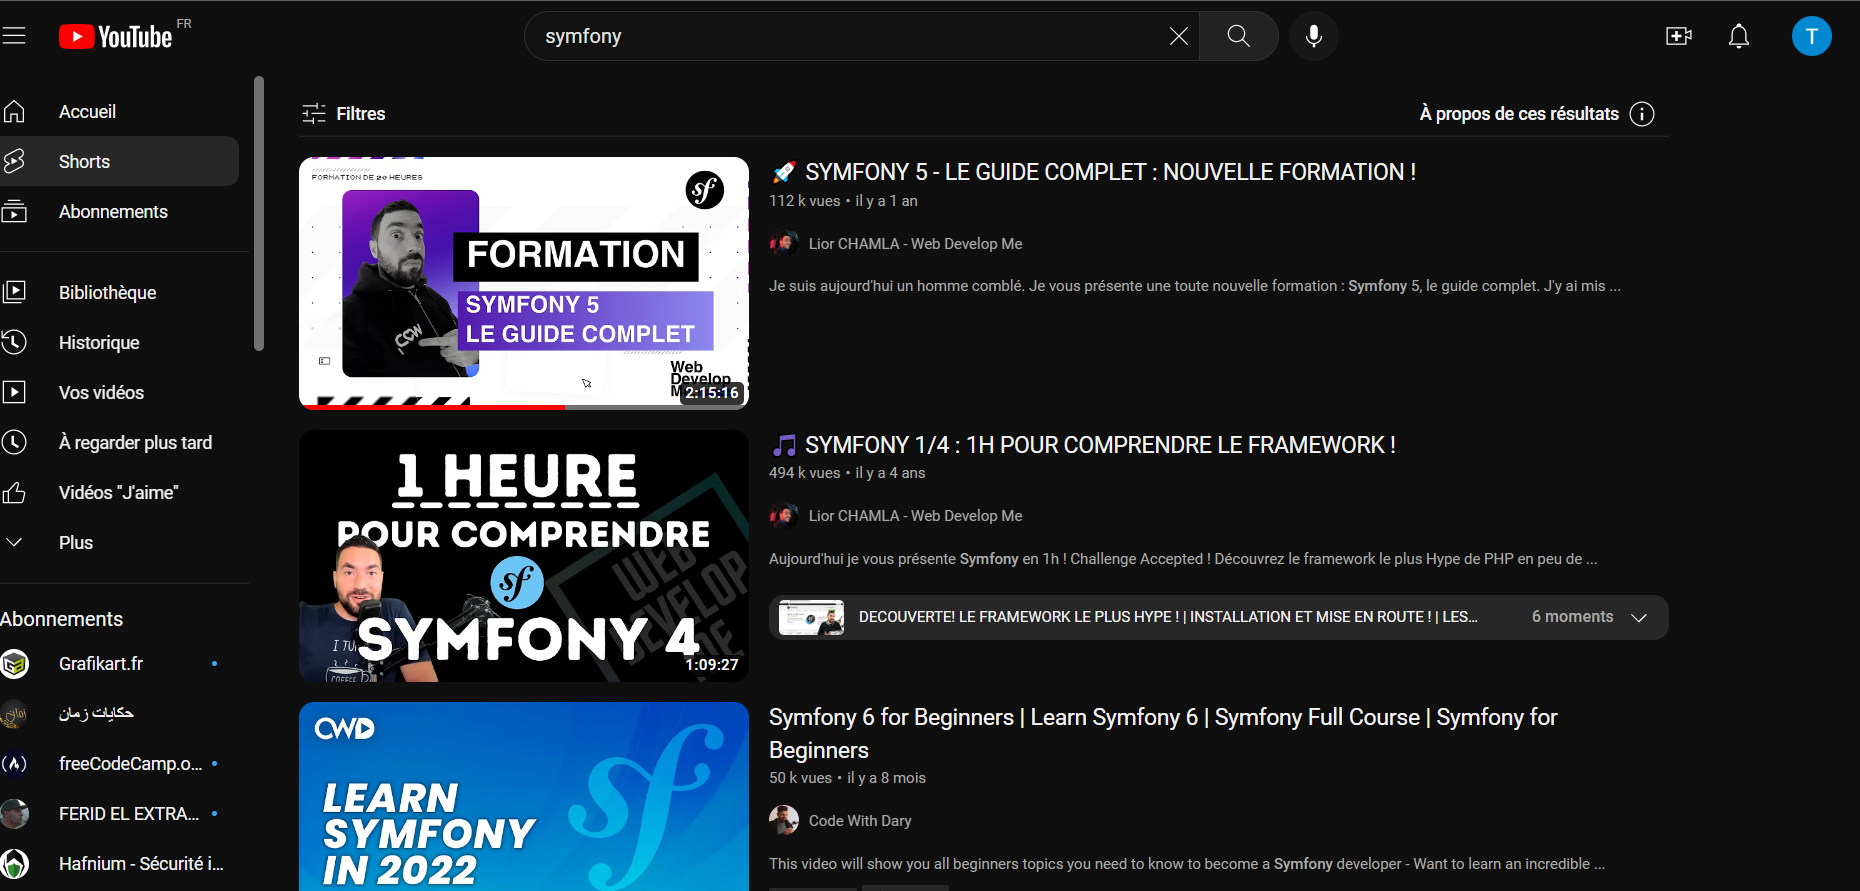 YouTube FR
symfony
T
Accueil
Shorts
Abonnements
Bibliothèque
Historique
Vos vidéos
À regarder plus tard
Vidéos "J'aime"
Plus
Abonnements
Grafikart.fr
حكايات زمان
freeCodeCamp.o...
FERID EL EXTRA...
Hafnium - Sécurité i...
Filtres
À propos de ces résultats
FORMATION DE 20 HEURES
sf
FORMATION
SYMFONY 5
LE GUIDE COMPLET
COW
Web
Develop
Me
2:15:16
🚀 SYMFONY 5 - LE GUIDE COMPLET : NOUVELLE FORMATION !
112 k vues • il y a 1 an
Lior CHAMLA - Web Develop Me
Je suis aujourd'hui un homme comblé. Je vous présente une toute nouvelle formation : Symfony 5, le guide complet. J'y ai mis ...
1 HEURE
POUR COMPRENDRE
sf
WEB
DEVELOP
ME
SYMFONY 4
I TU
COFFEE
1:09:27
🎵 SYMFONY 1/4 : 1H POUR COMPRENDRE LE FRAMEWORK !
494 k vues • il y a 4 ans
Lior CHAMLA - Web Develop Me
Aujourd'hui je vous présente Symfony en 1h ! Challenge Accepted ! Découvrez le framework le plus Hype de PHP en peu de ...
DECOUVERTE! LE FRAMEWORK LE PLUS HYPE ! | INSTALLATION ET MISE EN ROUTE ! | LES...
6 moments
CWD
LEARN
SYMFONY
IN 2022
sf
Symfony 6 for Beginners | Learn Symfony 6 | Symfony Full Course | Symfony for
Beginners
50 k vues • il y a 8 mois
Code With Dary
This video will show you all beginners topics you need to know to become a Symfony developer - Want to learn an incredible ...